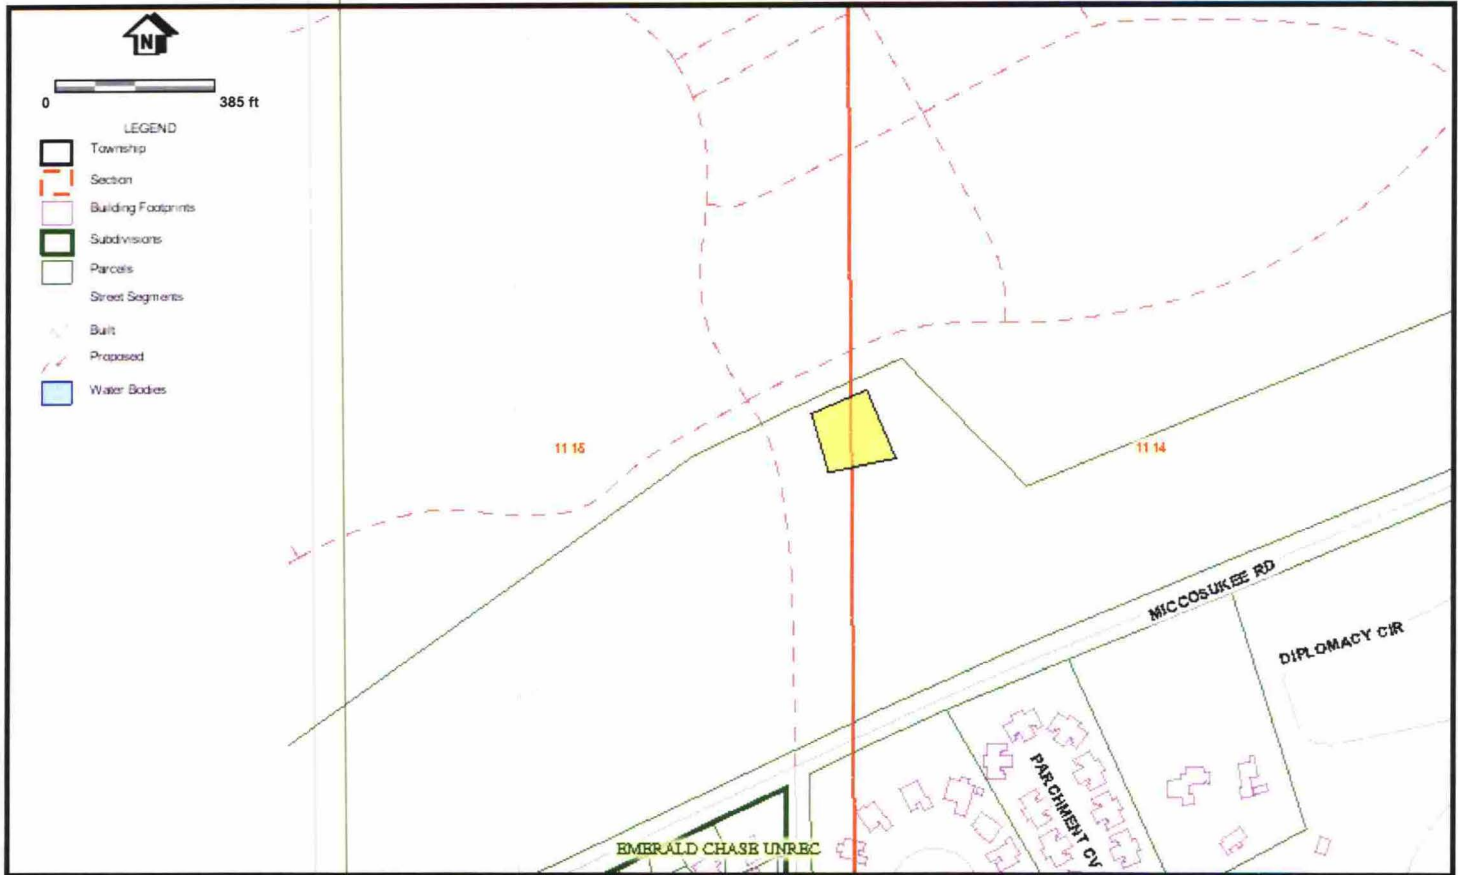 N
0 385 ft
LEGEND
Township
Section
Building Footprints
Subdivisions
Parcels
Street Segments
Built
Proposed
Water Bodies
11 15
11 14
MICCOSUKEE RD
DIPLOMACY CIR
PARCHMENT CV
EMERALD CHASE UNREC